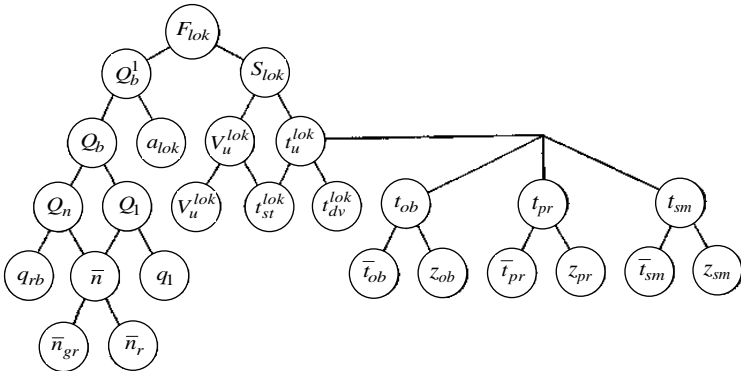 F_lok
Q_b^1 S_lok
Q_b a_lok V_u^lok t_u^lok
Q_n Q_1 V_u^lok t_st^lok t_dv^lok t_ob t_pr t_sm
q_rb n̅ q_1 t̅_ob z_ob t̅_pr z_pr t̅_sm z_sm
n̅_gr n̅_r